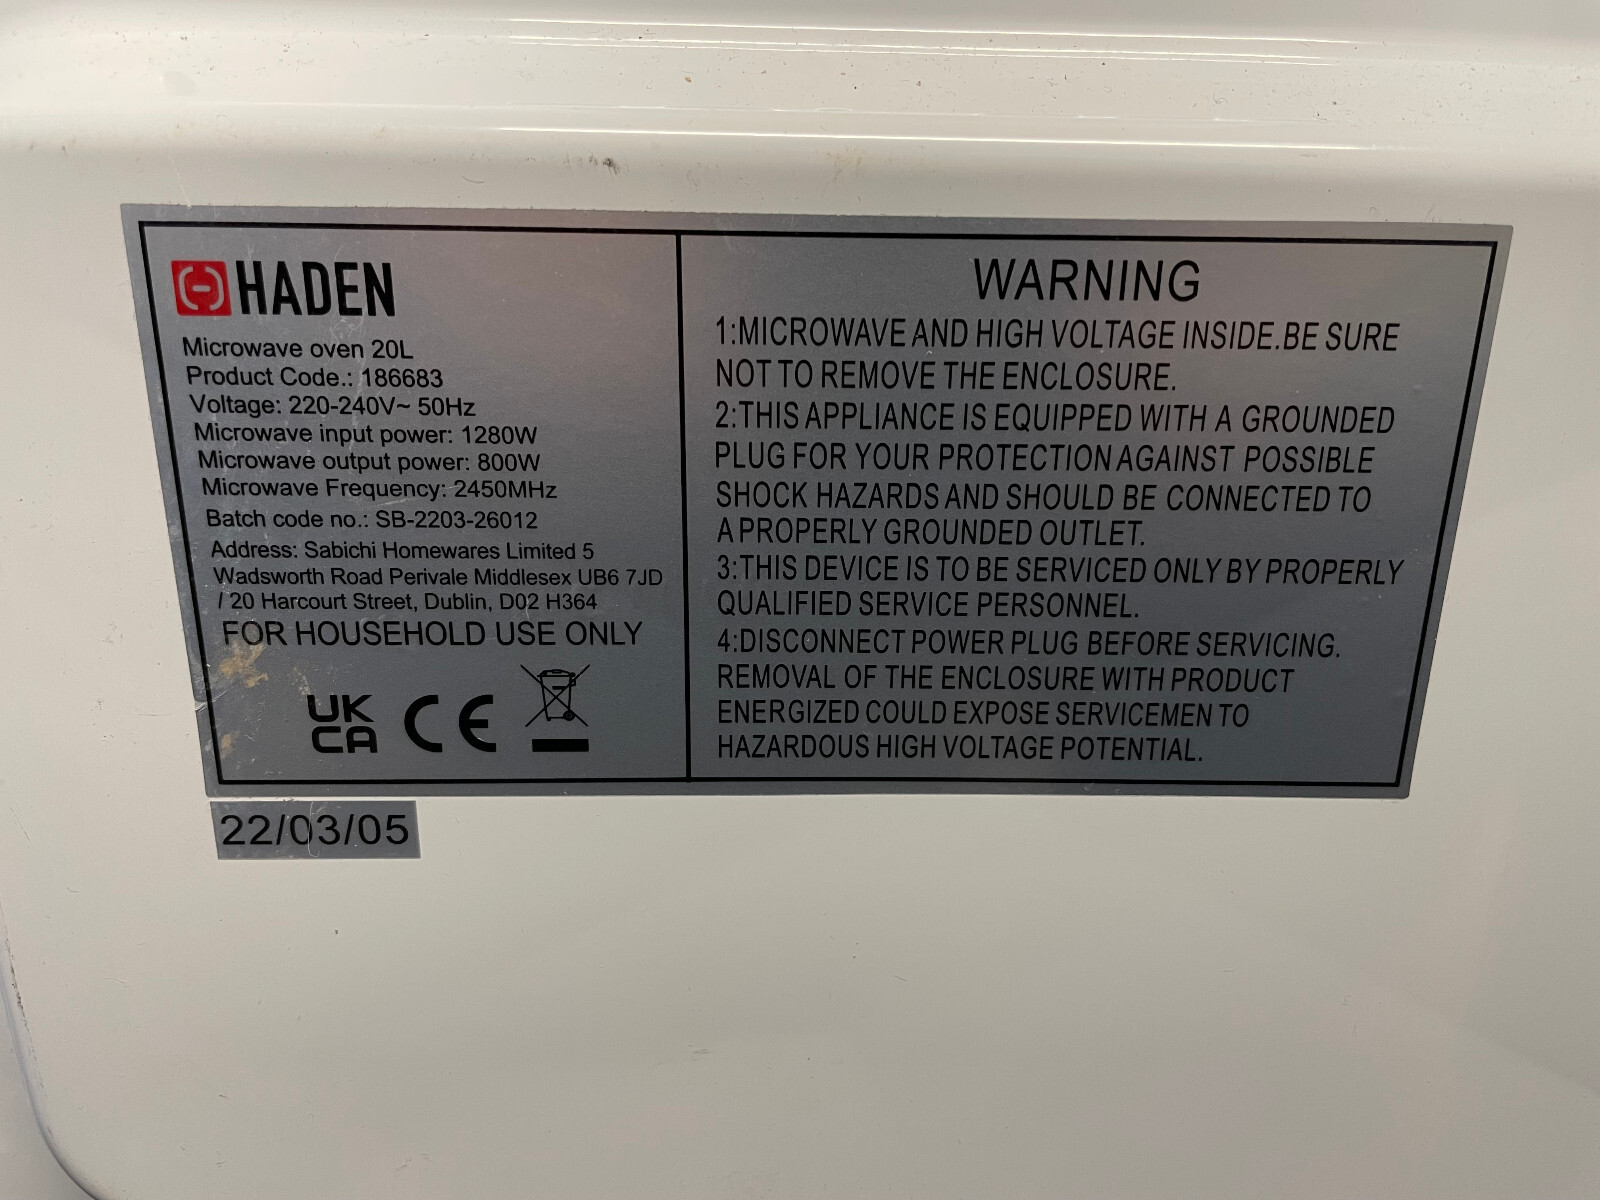 HADEN
Microwave oven 20L
Product Code.: 186683
Voltage: 220-240V~ 50Hz
Microwave input power: 1280W
Microwave output power: 800W
Microwave Frequency: 2450MHz
Batch code no.: SB-2203-26012
Address: Sabichi Homewares Limited 5
Wadsworth Road Perivale Middlesex UB6 7JD
/ 20 Harcourt Street, Dublin, D02 H364
FOR HOUSEHOLD USE ONLY
UK
CA CE
22/03/05
WARNING
1:MICROWAVE AND HIGH VOLTAGE INSIDE.BE SURE
NOT TO REMOVE THE ENCLOSURE.
2:THIS APPLIANCE IS EQUIPPED WITH A GROUNDED
PLUG FOR YOUR PROTECTION AGAINST POSSIBLE
SHOCK HAZARDS AND SHOULD BE CONNECTED TO
A PROPERLY GROUNDED OUTLET.
3:THIS DEVICE IS TO BE SERVICED ONLY BY PROPERLY
QUALIFIED SERVICE PERSONNEL.
4:DISCONNECT POWER PLUG BEFORE SERVICING.
REMOVAL OF THE ENCLOSURE WITH PRODUCT
ENERGIZED COULD EXPOSE SERVICEMEN TO
HAZARDOUS HIGH VOLTAGE POTENTIAL.